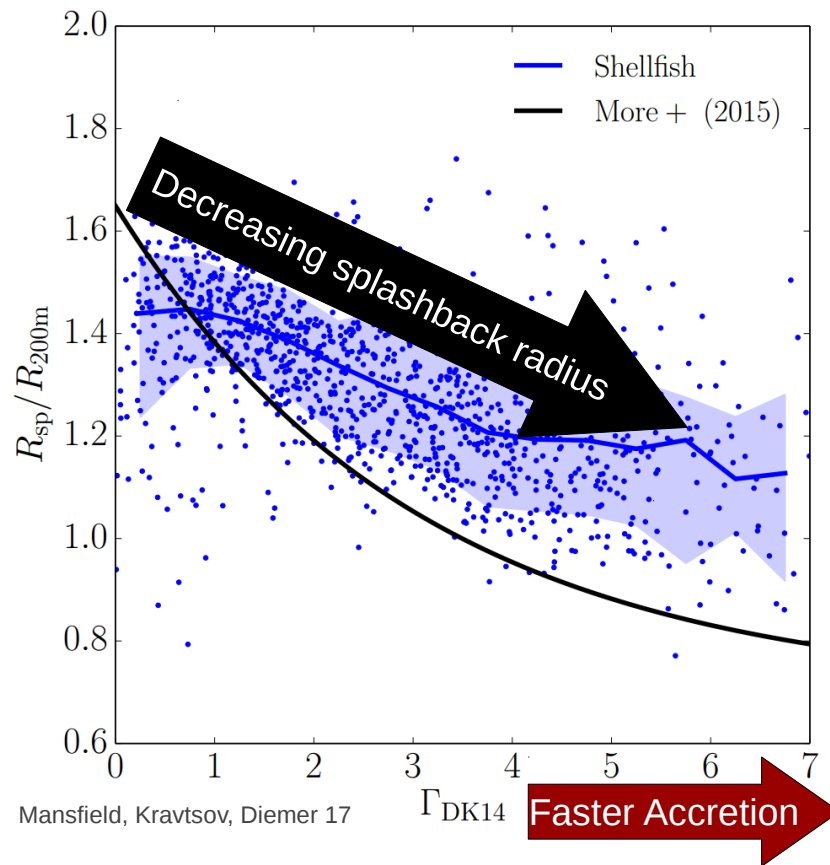 2.0
1.8
1.6
1.4
1.2
1.0
0.8
0.6
R_sp/R_200m
Shellfish
More + (2015)
Decreasing splashback radius
0 1 2 3 4 5 6 7
Γ_DK14
Faster Accretion
Mansfield, Kravtsov, Diemer 17